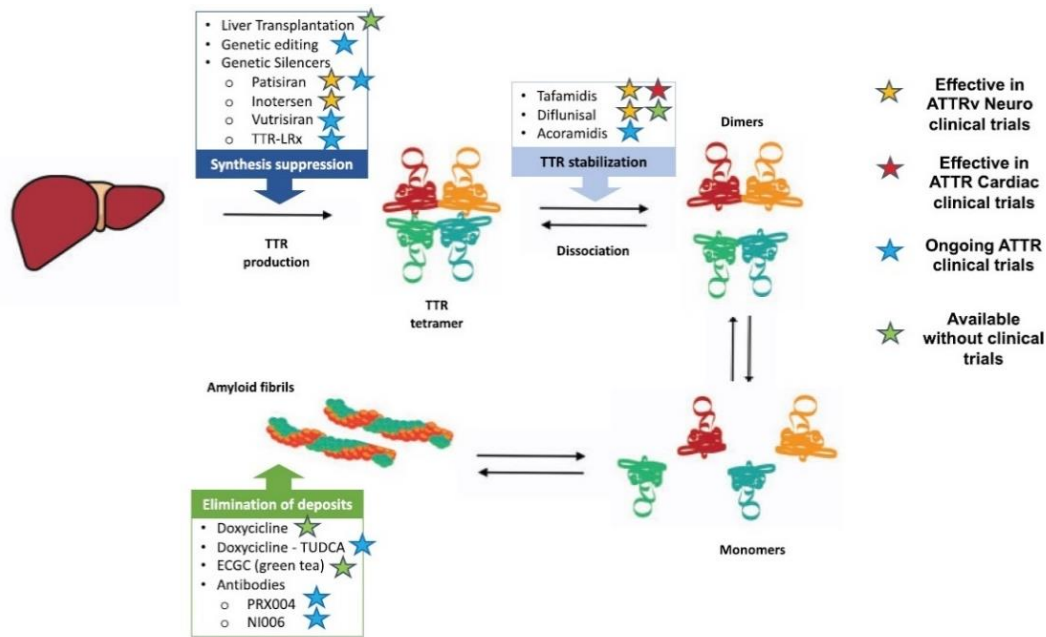 • Liver Transplantation
• Genetic editing
• Genetic Silencers
o Patisiran
o Inotersen
o Vutrisiran
o TTR-LRx
Synthesis suppression
TTR
production
• Tafamidis
• Diflunisal
• Acoramidis
TTR stabilization
Dissociation
TTR
tetramer
Dimers
Effective in
ATTRv Neuro
clinical trials
Effective in
ATTR Cardiac
clinical trials
Ongoing ATTR
clinical trials
Available
without clinical
trials
Amyloid fibrils
Elimination of deposits
• Doxycicline
• Doxycicline - TUDCA
• ECGC (green tea)
• Antibodies
o PRX004
o NI006
Monomers